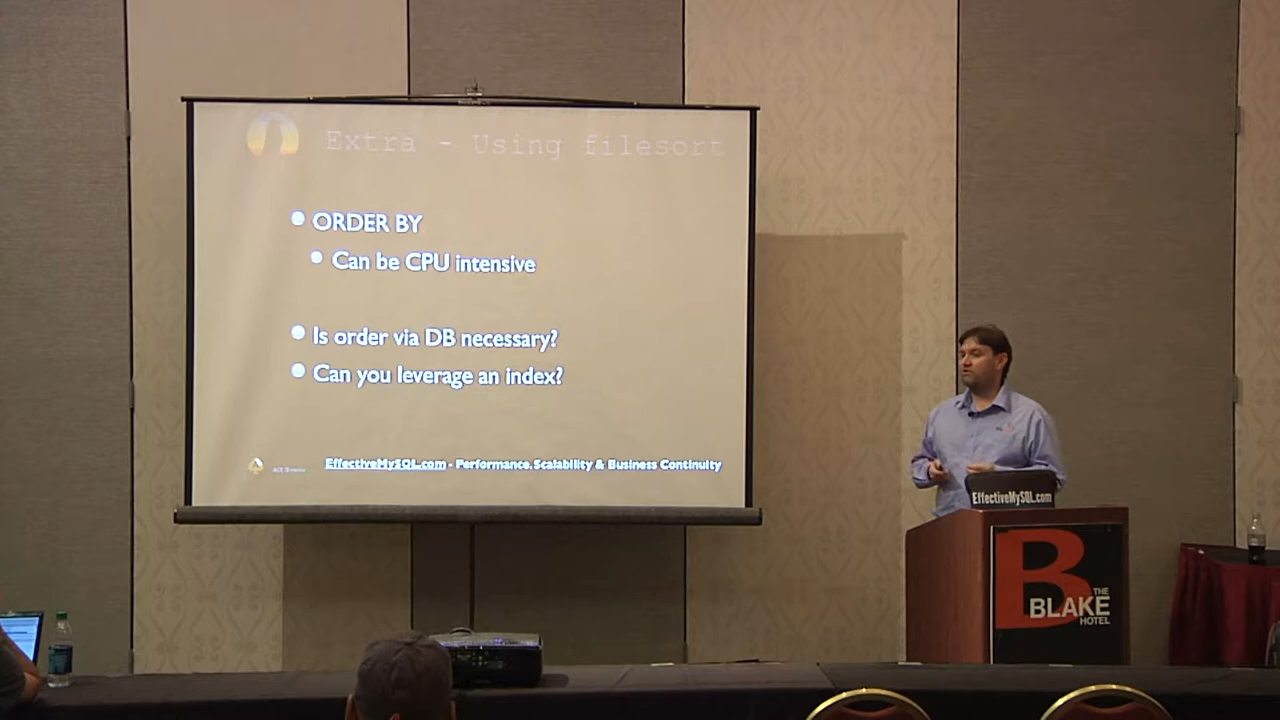 Extra - Using filesort
ORDER BY
Can be CPU intensive
Is order via DB necessary?
Can you leverage an index?
EffectiveMySQL.com - Performance, Scalability & Business Continuity
EffectiveMySQL.com
B
THE
BLAKE
HOTEL